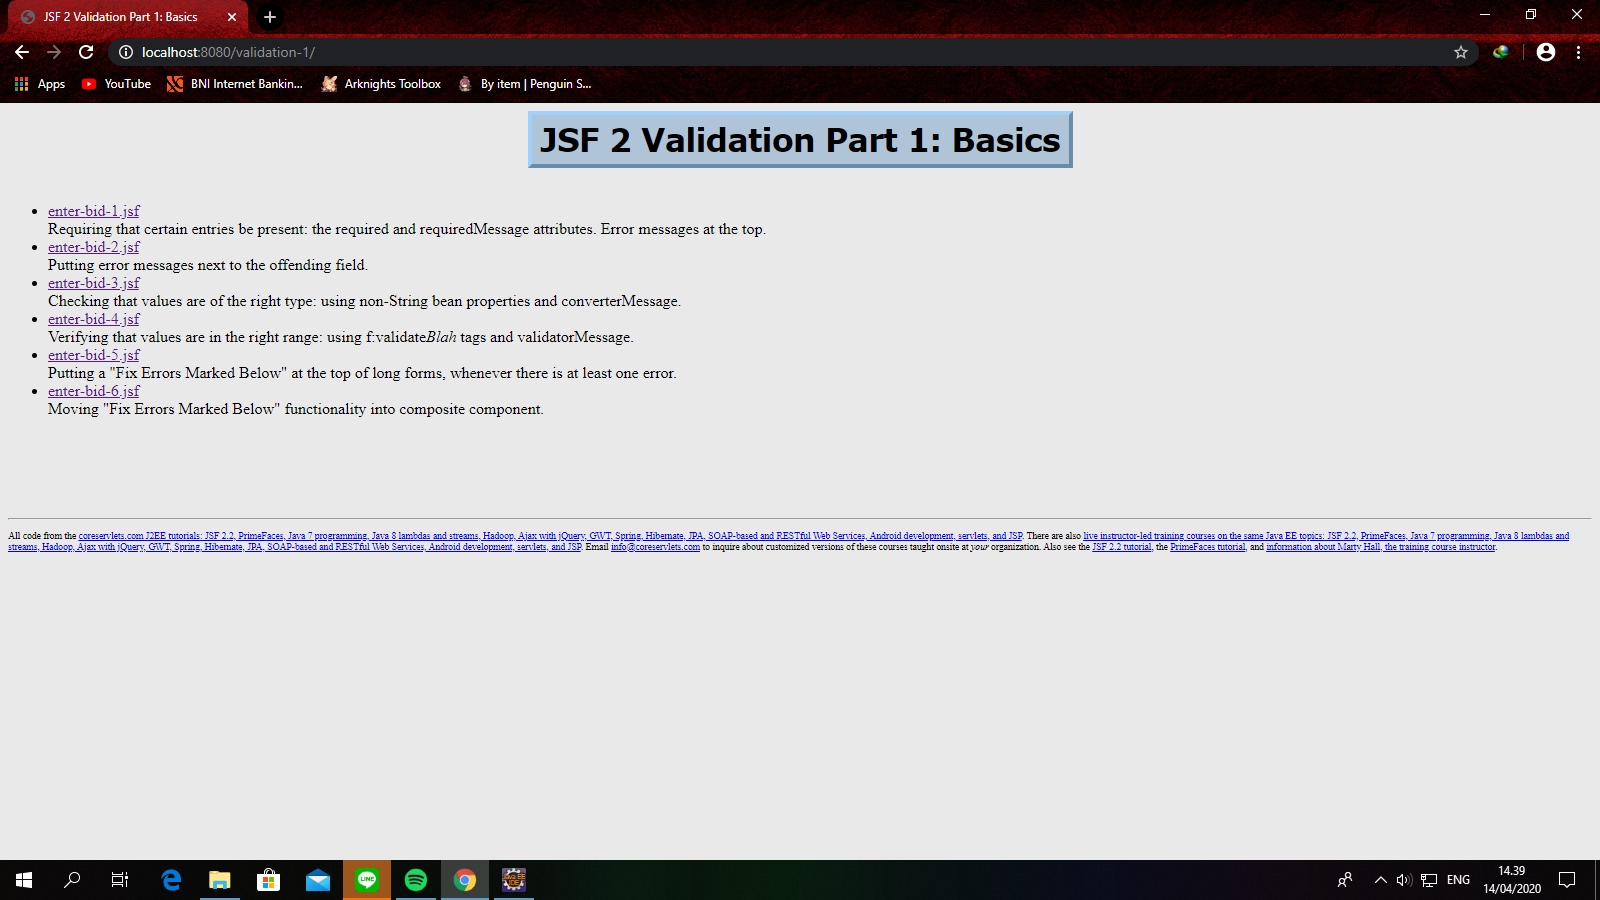 JSF 2 Validation Part 1: Basics
localhost:8080/validation-1/
Apps YouTube BNI Internet Bankin... Arknights Toolbox By item | Penguin S...
JSF 2 Validation Part 1: Basics
enter-bid-1.jsf
Requiring that certain entries be present: the required and requiredMessage attributes. Error messages at the top.
enter-bid-2.jsf
Putting error messages next to the offending field.
enter-bid-3.jsf
Checking that values are of the right type: using non-String bean properties and converterMessage.
enter-bid-4.jsf
Verifying that values are in the right range: using f:validateBlah tags and validatorMessage.
enter-bid-5.jsf
Putting a "Fix Errors Marked Below" at the top of long forms, whenever there is at least one error.
enter-bid-6.jsf
Moving "Fix Errors Marked Below" functionality into composite component.
All code from the coreservlets.com J2EE tutorials: JSF 2.2, PrimeFaces, Java 7 programming, Java 8 lambdas and streams, Hadoop, Ajax with jQuery, GWT, Spring, Hibernate, JPA, SOAP-based and RESTful Web Services, Android development, servlets, and JSP. There are also live instructor-led training courses on the same Java EE topics: JSF 2.2, PrimeFaces, Java 7 programming, Java 8 lambdas and
streams, Hadoop, Ajax with jQuery, GWT, Spring, Hibernate, JPA, SOAP-based and RESTful Web Services, Android development, servlets, and JSP. Email info@coreservlets.com to inquire about customized versions of these courses taught onsite at your organization. Also see the JSF 2.2 tutorial, the PrimeFaces tutorial, and information about Marty Hall, the training course instructor.
LINE
Java EE
IDE
ENG
14.39
14/04/2020